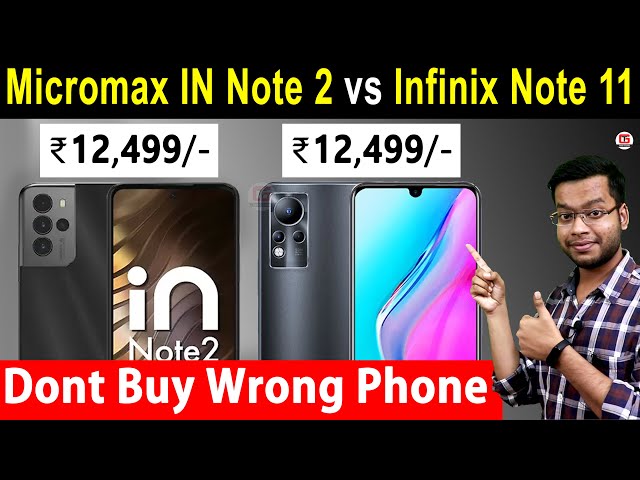 Micromax IN Note 2 vs Infinix Note 11
₹12,499/-
₹12,499/-
in
Note2
Dont Buy Wrong Phone